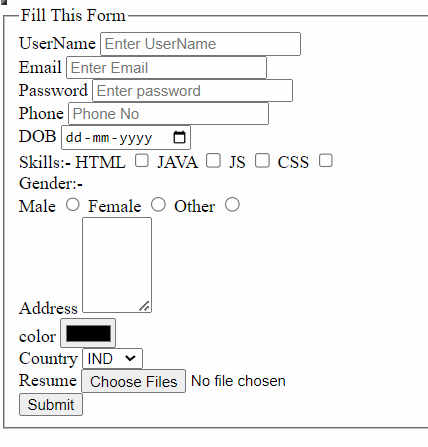 Fill This Form
UserName Enter UserName
Email Enter Email
Password Enter password
Phone Phone No
DOB dd-mm-yyyy
Skills:- HTML JAVA JS CSS
Gender:-
Male Female Other
Address
color
Country IND
Resume Choose Files No file chosen
Submit